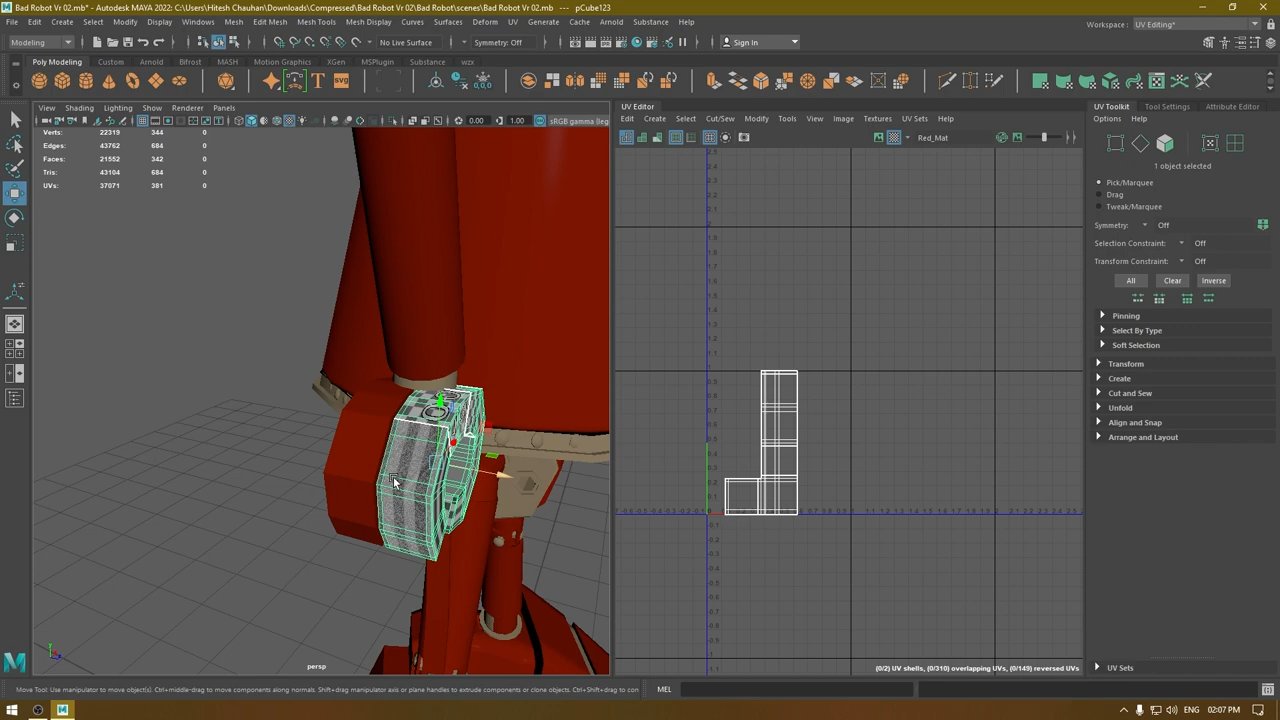 Bad Robot Vr 02.mb* - Autodesk MAYA 2022: C:\Users\Hitesh Chauhan\Downloads\Compressed\Bad Robot Vr 02\Bad Robot\scenes\Bad Robot Vr 02.mb --- pCube123
File Edit Create Select Modify Display Windows Mesh Edit Mesh Mesh Tools Mesh Display Curves Surfaces Deform UV Generate Cache Arnold Substance Help
Workspace : UV Editing*
Modeling No Live Surface Symmetry: Off Sign In
Poly Modeling Custom Arnold Bifrost MASH Motion Graphics XGen MSPlugin Substance wzx
T SVG 0,0,0
View Shading Lighting Show Renderer Panels
0.00 1.00 sRGB gamma (leg
Verts: 22319 344 0
Edges: 43762 684 0
Faces: 21552 342 0
Tris: 43104 684 0
UVs: 37071 381 0
persp
UV Editor
Edit Create Select Cut/Sew Modify Tools View Image Textures UV Sets Help
Red_Mat
(0/2) UV shells, (0/310) overlapping UVs, (0/149) reversed UVs
UV Toolkit Tool Settings Attribute Editor
Options Help
1 object selected
Pick/Marquee
Drag
Tweak/Marquee
Symmetry: Off
Selection Constraint: Off
Transform Constraint: Off
All Clear Inverse
Pinning
Select By Type
Soft Selection
Transform
Create
Cut and Sew
Unfold
Align and Snap
Arrange and Layout
UV Sets
Move Tool: Use manipulator to move object(s). Ctrl+middle-drag to move components along normals. Shift+drag manipulator axis or plane handles to extrude components or clone objects. Ctrl+Shift+drag to con
MEL
ENG 02:07 PM